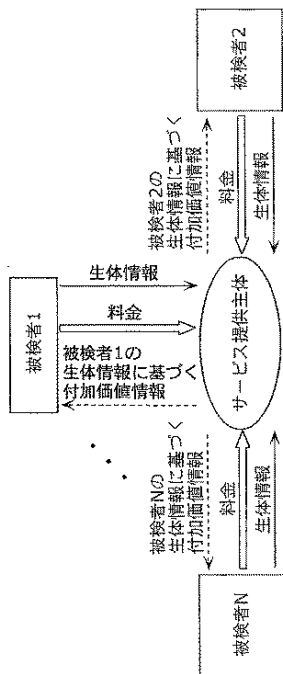 被検者1
生体情報
料金
被検者1の
生体情報に基づく
付加価値情報
被検者2
被検者2の
生体情報に基づく
付加価値情報
料金
生体情報
サービス提供主体
被検者Nの
生体情報に基づく
付加価値情報
料金
生体情報
被検者N